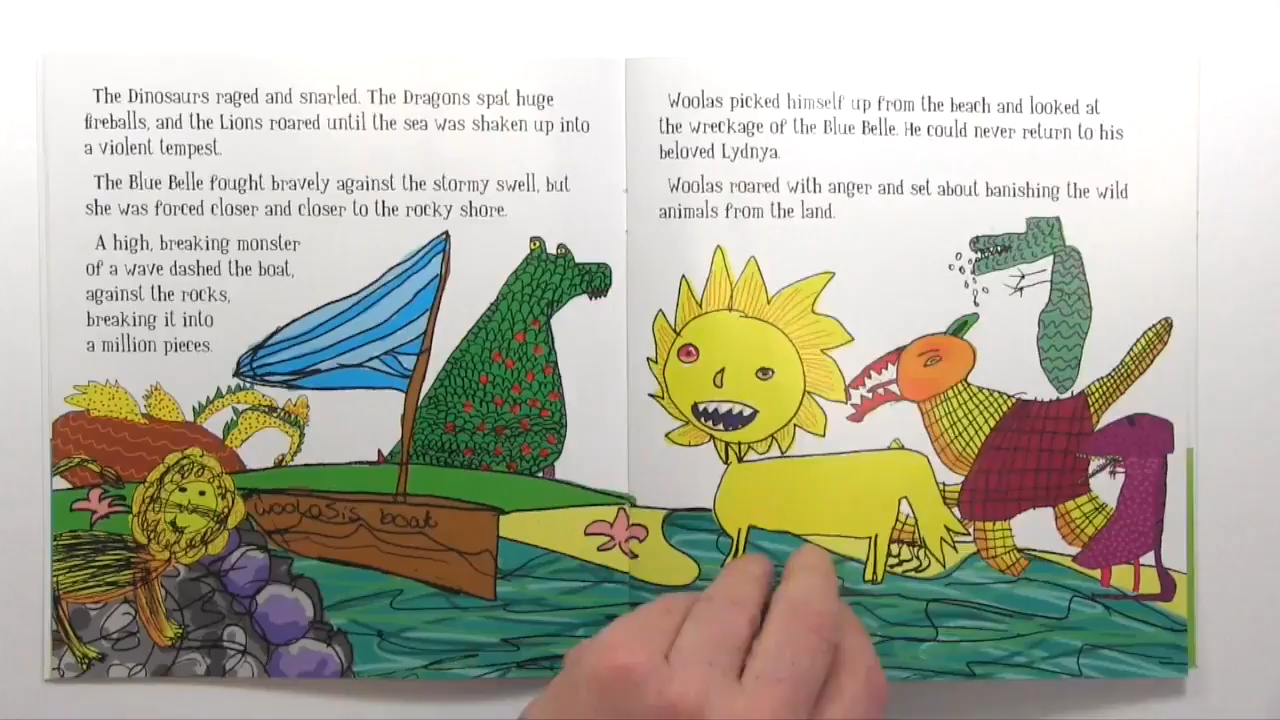 The Dinosaurs raged and snarled. The Dragons spat huge
fireballs, and the Lions roared until the sea was shaken up into
a violent tempest.
The Blue Belle fought bravely against the stormy swell, but
she was forced closer and closer to the rocky shore.
A high, breaking monster
of a wave dashed the boat,
against the rocks,
breaking it into
a million pieces.
woolasis boat
Woolas picked himself up from the beach and looked at
the wreckage of the Blue Belle. He could never return to his
beloved Lydnya.
Woolas roared with anger and set about banishing the wild
animals from the land.